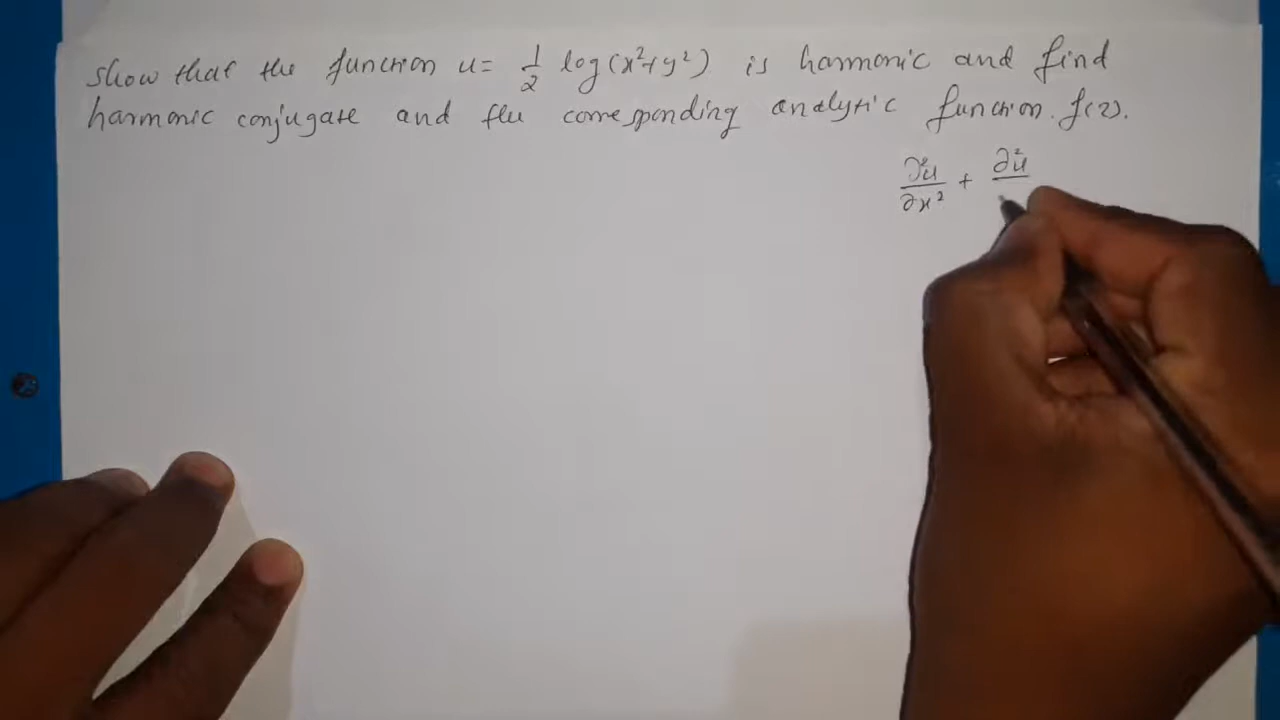 Show that the function u = 1/2 log(x²+y²) is harmonic and find
harmonic conjugate and the corresponding analytic function. f(z).
∂²u/∂x² + ∂²u